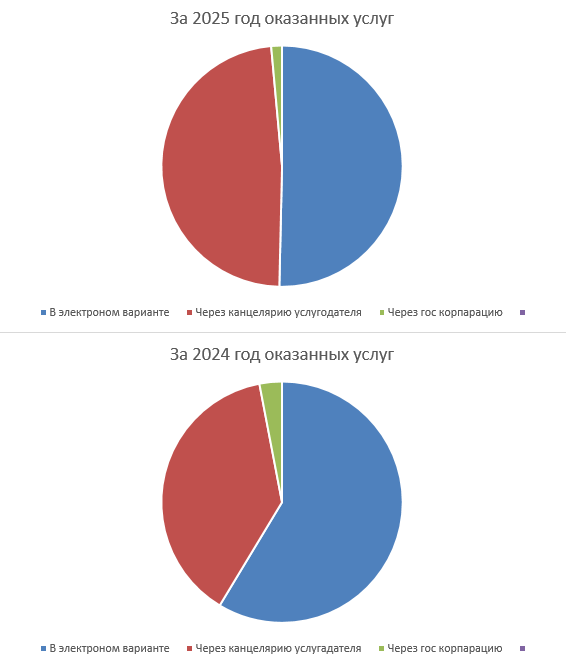 За 2025 год оказанных услуг
В электроном варианте Через канцелярию услугодателя Через гос корпарацию
За 2024 год оказанных услуг
В электроном варианте Через канцелярию услугадателя Через гос корпарацию